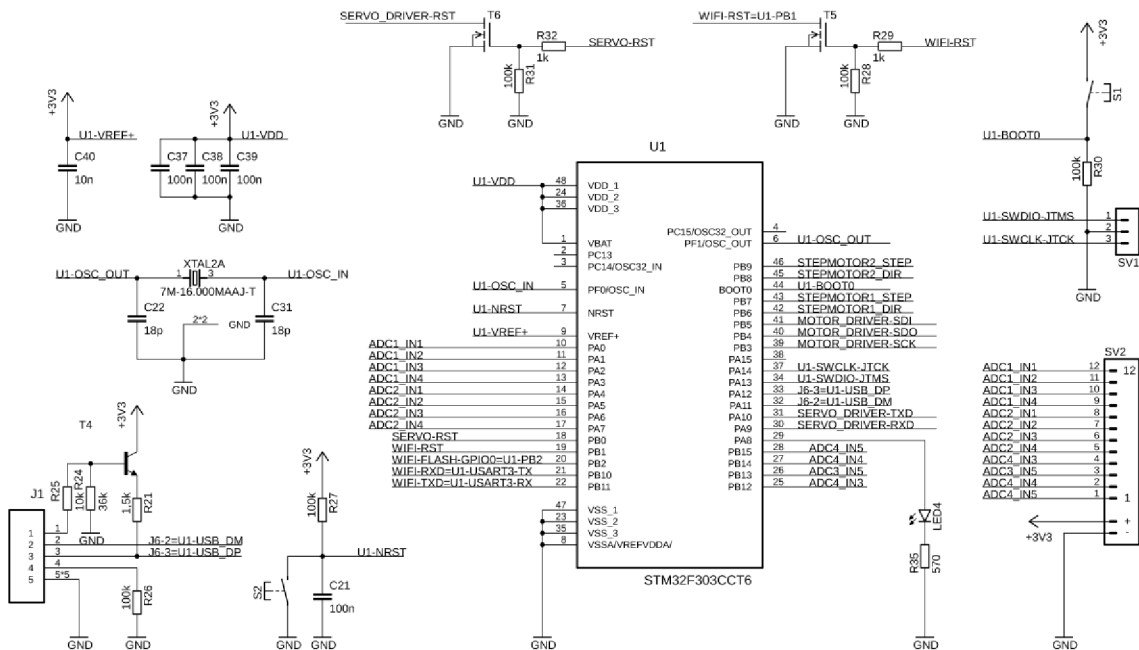 SERVO_DRIVER-RST
T6
R32
1k
SERVO-RST
100k
R31
GND
GND
WIFI-RST=U1-PB1
T5
R29
1k
WIFI-RST
100k
R28
GND
GND
+3V3
S1
U1-BOOT0
100k
R30
U1-SWDIO-JTMS 1
2
U1-SWCLK-JTCK 3
SV1
GND
+3V3
U1-VREF+
C40
10n
GND
+3V3
U1-VDD
C37 C38 C39
100n 100n 100n
GND
XTAL2A
U1-OSC_OUT 1 3 U1-OSC_IN
7M-16.000MAAJ-T
C22
18p
2*2 GND
C31
18p
GND
U1
U1-VDD 48 VDD_1
24 VDD_2
36 VDD_3
1 VBAT
2 PC13
3 PC14/OSC32_IN
U1-OSC_IN 5 PF0/OSC_IN
U1-NRST 7 NRST
U1-VREF+ 9 VREF+
ADC1_IN1 10 PA0
ADC1_IN2 11 PA1
ADC1_IN3 12 PA2
ADC1_IN4 13 PA3
ADC2_IN1 14 PA4
ADC2_IN2 15 PA5
ADC2_IN3 16 PA6
ADC2_IN4 17 PA7
SERVO-RST 18 PB0
WIFI-RST 19 PB1
WIFI-FLASH-GPIO0=U1-PB2 20 PB2
WIFI-RXD=U1-USART3-TX 21 PB10
WIFI-TXD=U1-USART3-RX 22 PB11
47 VSS_1
23 VSS_2
35 VSS_3
8 VSSA/VREFVDDA/
GND
PC15/OSC32_OUT 4
PF1/OSC_OUT 6 U1-OSC_OUT
PB9 46 STEPMOTOR2_STEP
PB8 45 STEPMOTOR2_DIR
BOOT0 44 U1-BOOT0
PB7 43 STEPMOTOR1_STEP
PB6 42 STEPMOTOR1_DIR
PB5 41 MOTOR_DRIVER-SDI
PB4 40 MOTOR_DRIVER-SDO
PB3 39 MOTOR_DRIVER-SCK
PA15 38
PA14 37 U1-SWCLK-JTCK
PA13 34 U1-SWDIO-JTMS
PA12 33 J6-3=U1-USB_DP
PA11 32 J6-2=U1-USB_DM
PA10 31 SERVO_DRIVER-TXD
PA9 30 SERVO_DRIVER-RXD
PA8 29
PB15 28 ADC4_IN5
PB14 27 ADC4_IN4
PB13 26 ADC3_IN5
PB12 25 ADC4_IN3
STM32F303CCT6
LED4
R35
570
GND
SV2
ADC1_IN1 12 12
ADC1_IN2 11
ADC1_IN3 10
ADC1_IN4 9
ADC2_IN1 8
ADC2_IN2 7
ADC2_IN3 6
ADC2_IN4 5
ADC4_IN3 4
ADC3_IN5 3
ADC4_IN4 2
ADC4_IN5 1 1
+
-
+3V3
GND
+3V3
T4
R25
10k
R24
36k
1,5k
R21
GND
J1
1 1
2 2 J6-2=U1-USB_DM
3 3 J6-3=U1-USB_DP
4 4
5 5*5
100k
R26
GND
GND
+3V3
100k
R27
U1-NRST
S2
C21
100n
GND
GND